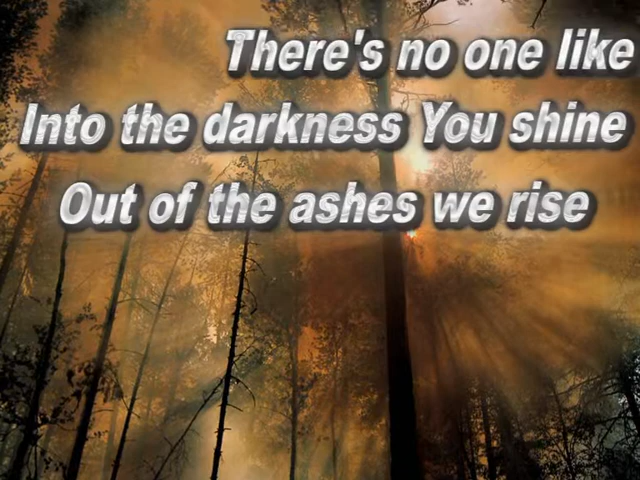 There's no one like
Into the darkness You shine
Out of the ashes we rise